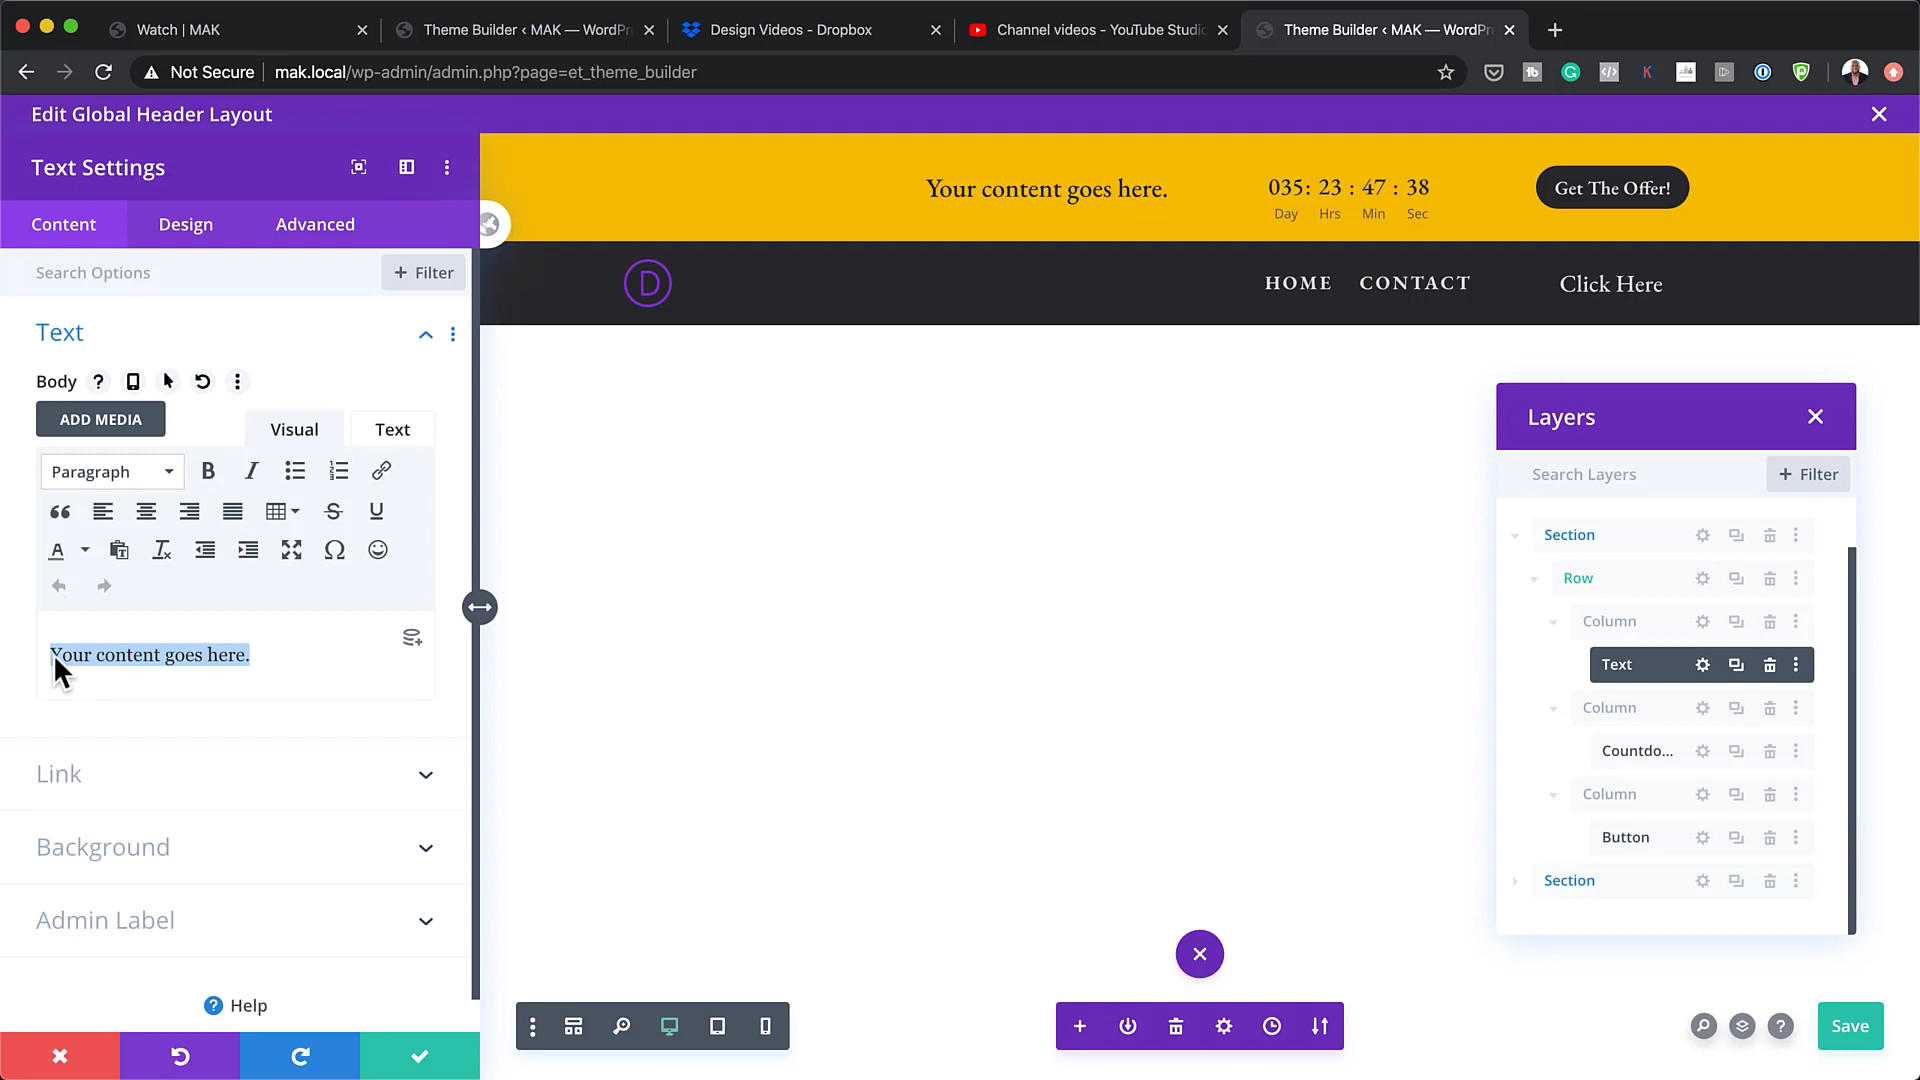 Watch | MAK
Theme Builder ‹ MAK — WordPr
Design Videos - Dropbox
Channel videos - YouTube Studio
Theme Builder ‹ MAK — WordPr
Not Secure
mak.local/wp-admin/admin.php?page=et_theme_builder
Edit Global Header Layout
Text Settings
Content
Design
Advanced
Search Options
+ Filter
Text
Body
ADD MEDIA
Visual
Text
Paragraph
Your content goes here.
Link
Background
Admin Label
Help
Your content goes here.
035: 23 : 47 : 38
Day Hrs Min Sec
Get The Offer!
D
HOME CONTACT
Click Here
Layers
Search Layers
+ Filter
Section
Row
Column
Text
Column
Countdo...
Column
Button
Section
Save